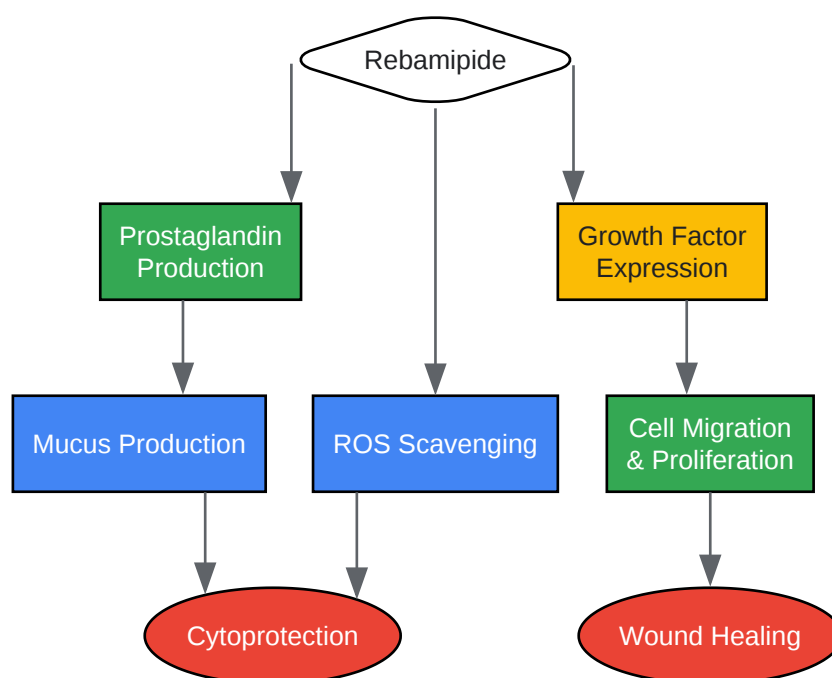 Rebamipide
Prostaglandin
Production
Growth Factor
Expression
Mucus Production
ROS Scavenging
Cell Migration
& Proliferation
Cytoprotection
Wound Healing